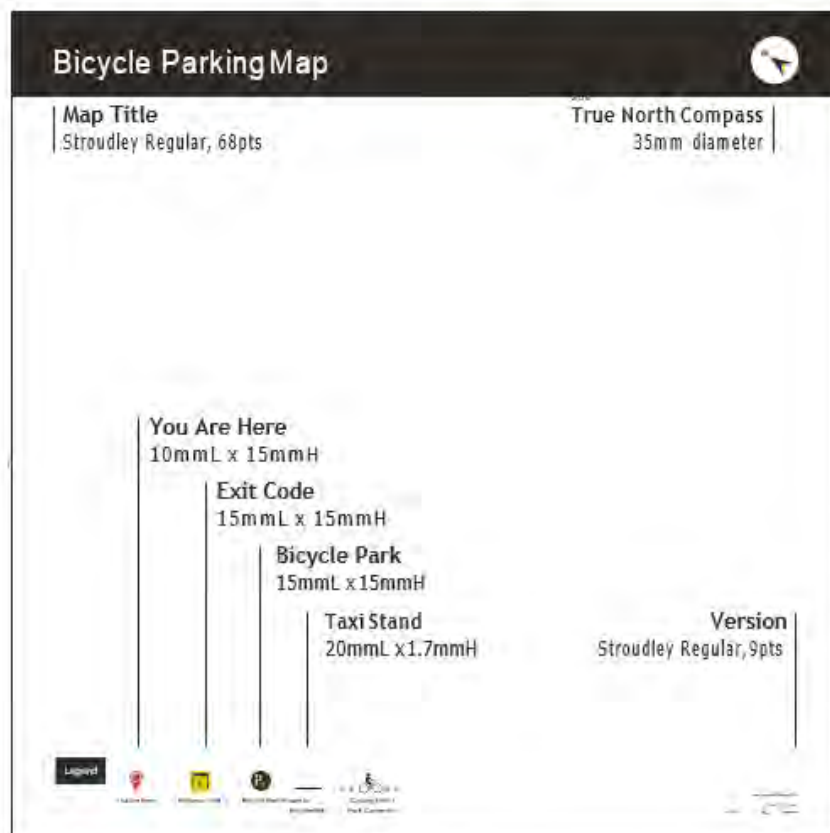 Bicycle Parking Map
Map Title
Stroudley Regular, 68pts
True North Compass
35mm diameter
You Are Here
10mmL x 15mmH
Exit Code
15mmL x 15mmH
Bicycle Park
15mmL x 15mmH
Taxi Stand
20mmL x 1.7mmH
Version
Stroudley Regular, 9pts
Legend